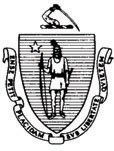 ENSE PETIT
PLACIDAM
SVB LIBERTATE
QVIETEM